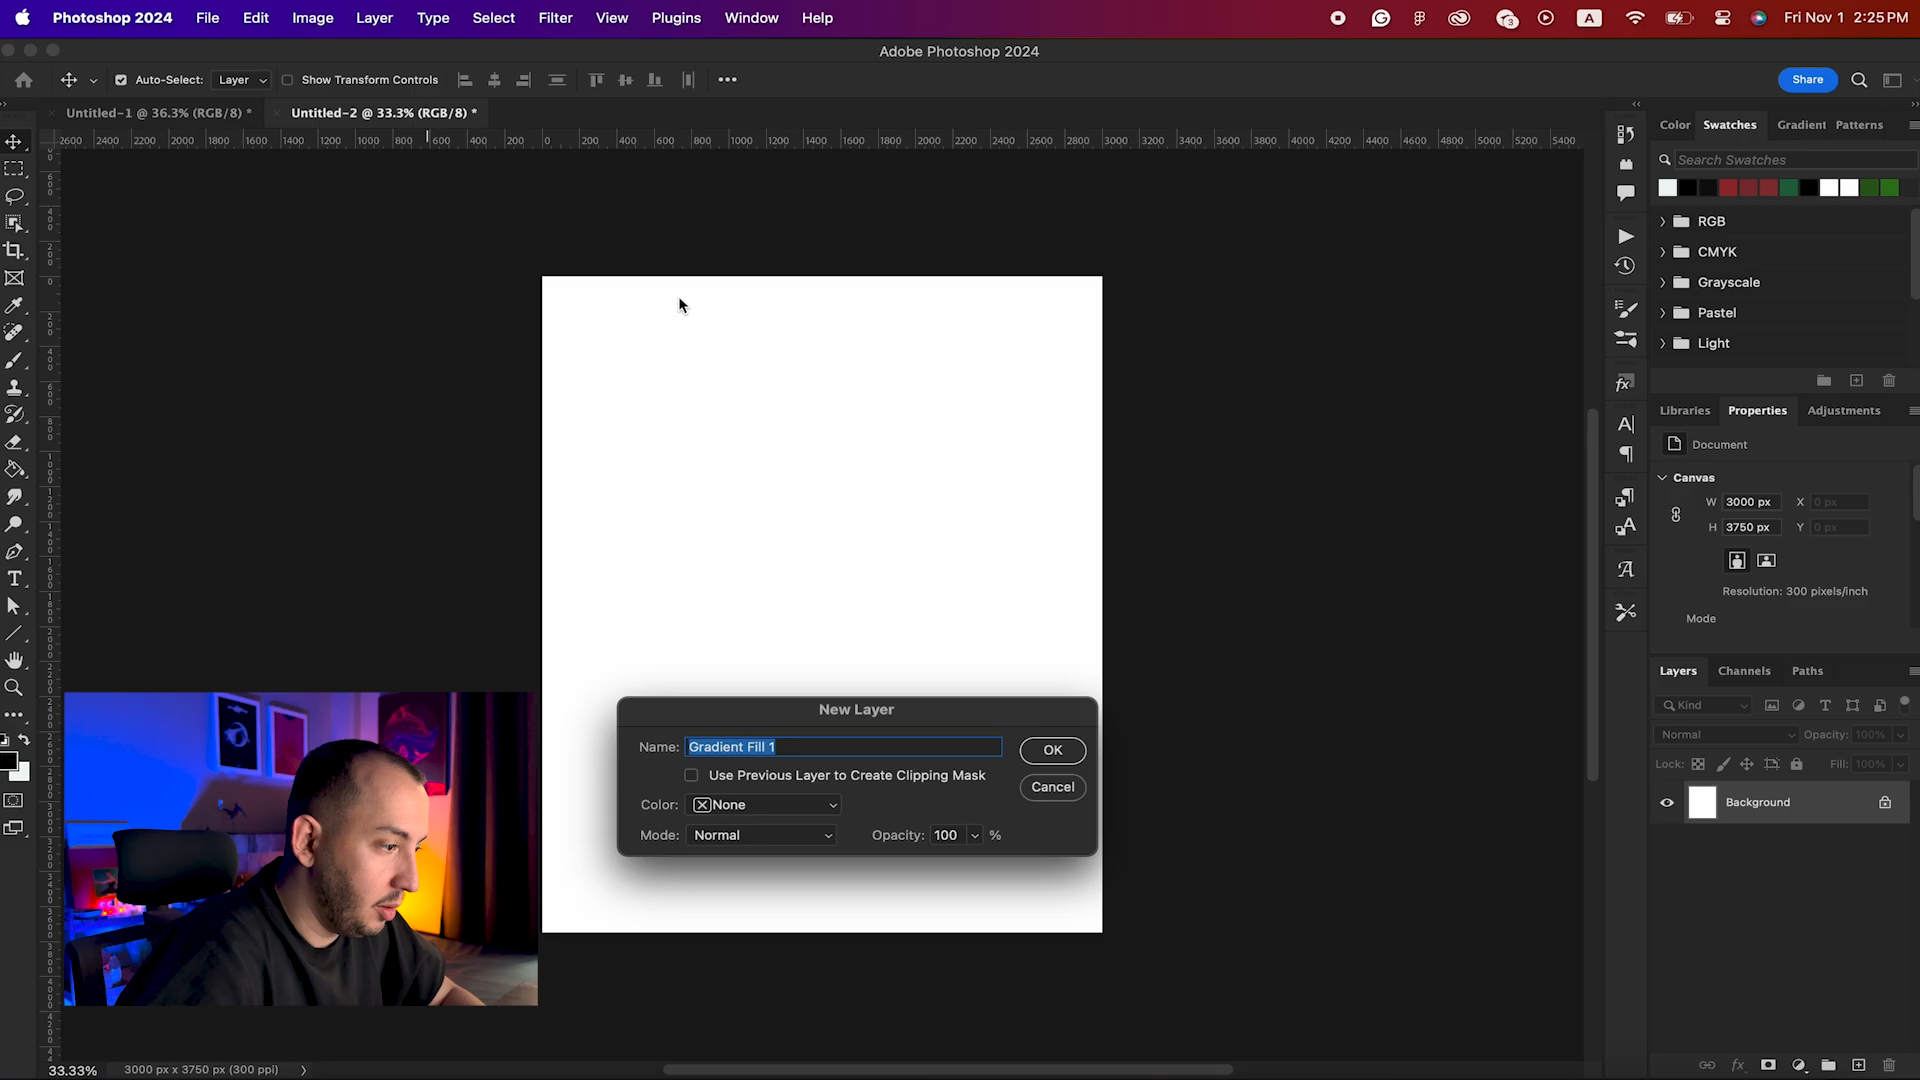 Photoshop 2024 File Edit Image Layer Type Select Filter View Plugins Window Help
3 A Fri Nov 1 2:25 PM
Adobe Photoshop 2024
Auto-Select: Layer Show Transform Controls
Share
Untitled-1 @ 36.3% (RGB/8) *
Untitled-2 @ 33.3% (RGB/8) *
2600 2400 2200 2000 1800 1600 1400 1200 1000 800 600 400 200 0 200 400 600 800 1000 1200 1400 1600 1800 2000 2200 2400 2600 2800 3000 3200 3400 3600 3800 4000 4200 4400 4600 4800 5000 5200 5400
Color Swatches Gradient Patterns
Search Swatches
RGB
CMYK
Grayscale
Pastel
Light
Libraries Properties Adjustments
Document
Canvas
W 3000 px X 0 px
H 3750 px Y 0 px
Resolution: 300 pixels/inch
Mode
Layers Channels Paths
Kind
Normal Opacity: 100%
Lock: Fill: 100%
Background
New Layer
Name: Gradient Fill 1
OK
Use Previous Layer to Create Clipping Mask
Cancel
Color: None
Mode: Normal Opacity: 100 %
33.33% 3000 px x 3750 px (300 ppi)